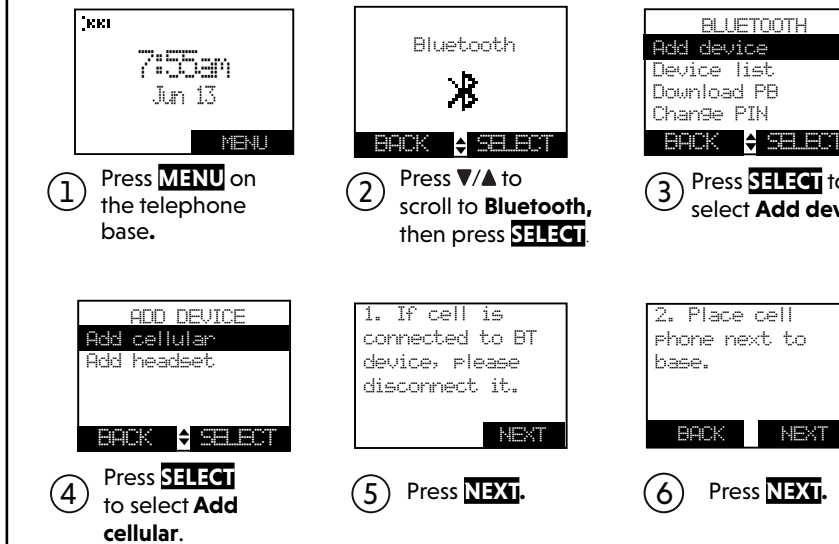 7:55am
Jun 13
MENU
① Press MENU on
the telephone
base.
Bluetooth
BACK SELECT
② Press ▼/▲ to
scroll to Bluetooth,
then press SELECT.
BLUETOOTH
Add device
Device list
Download PB
Change PIN
BACK SELECT
③ Press SELECT to
select Add dev
ADD DEVICE
Add cellular
Add headset
BACK SELECT
④ Press SELECT
to select Add
cellular.
1. If cell is
connected to BT
device, please
disconnect it.
NEXT
⑤ Press NEXT.
2. Place cell
phone next to
base.
BACK NEXT
⑥ Press NEXT.